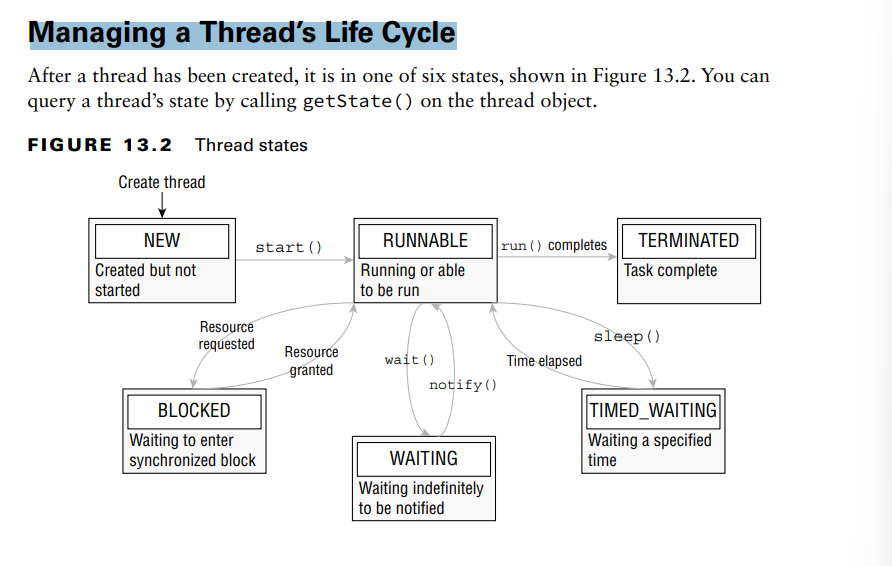 Managing a Thread's Life Cycle
After a thread has been created, it is in one of six states, shown in Figure 13.2. You can
query a thread's state by calling getState() on the thread object.
FIGURE 13.2 Thread states
Create thread
NEW
Created but not
started
start()
RUNNABLE
Running or able
to be run
run() completes
TERMINATED
Task complete
Resource
requested
Resource
granted
wait()
notify()
Time elapsed
sleep()
BLOCKED
Waiting to enter
synchronized block
WAITING
Waiting indefinitely
to be notified
TIMED_WAITING
Waiting a specified
time